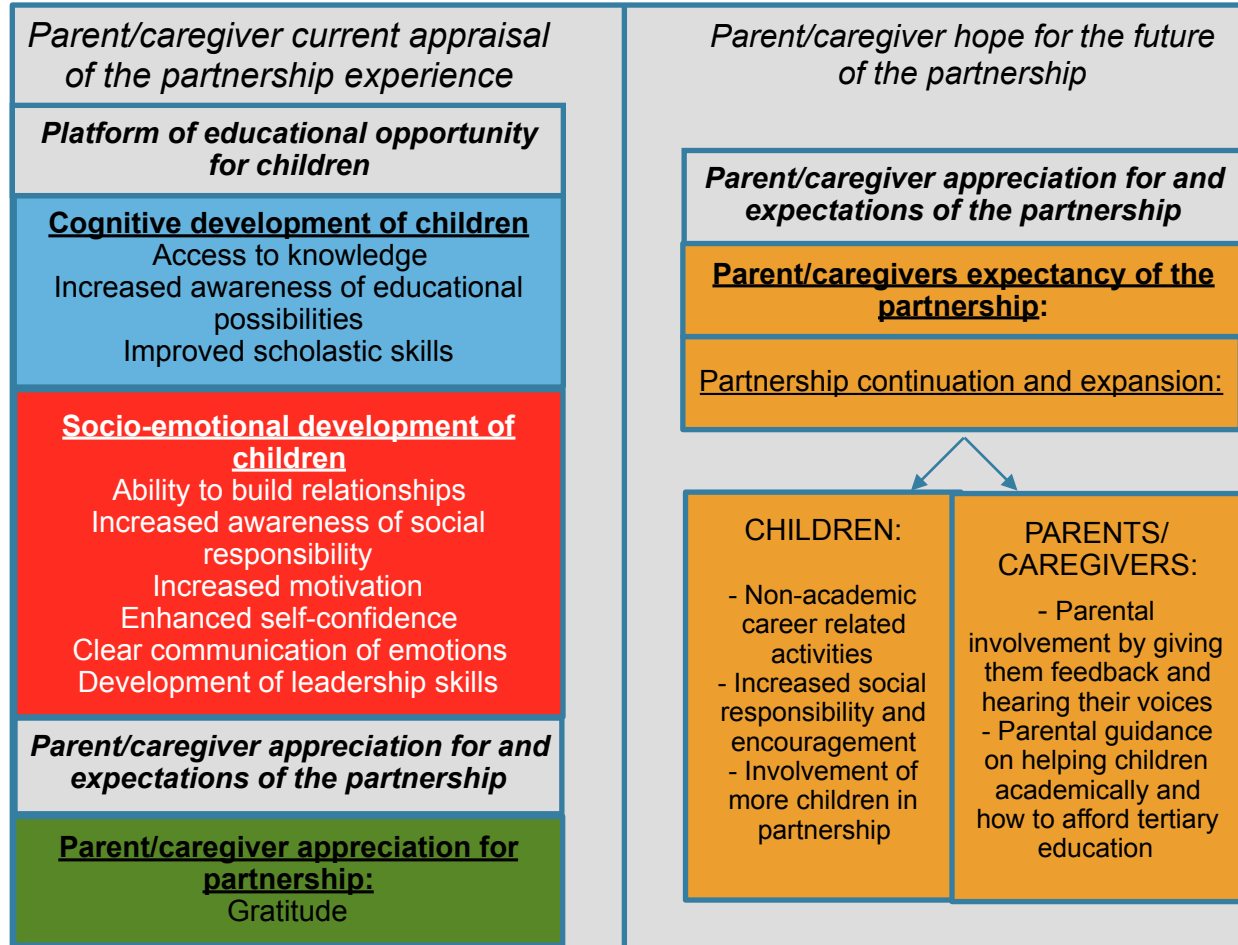 Parent/caregiver current appraisal
of the partnership experience
Platform of educational opportunity
for children
Cognitive development of children
Access to knowledge
Increased awareness of educational
possibilities
Improved scholastic skills
Socio-emotional development of
children
Ability to build relationships
Increased awareness of social
responsibility
Increased motivation
Enhanced self-confidence
Clear communication of emotions
Development of leadership skills
Parent/caregiver appreciation for and
expectations of the partnership
Parent/caregiver appreciation for
partnership:
Gratitude
Parent/caregiver hope for the future
of the partnership
Parent/caregiver appreciation for and
expectations of the partnership
Parent/caregivers expectancy of the
partnership:
Partnership continuation and expansion:
CHILDREN:
- Non-academic
career related
activities
- Increased social
responsibility and
encouragement
- Involvement of
more children in
partnership
PARENTS/
CAREGIVERS:
- Parental
involvement by giving
them feedback and
hearing their voices
- Parental guidance
on helping children
academically and
how to afford tertiary
education